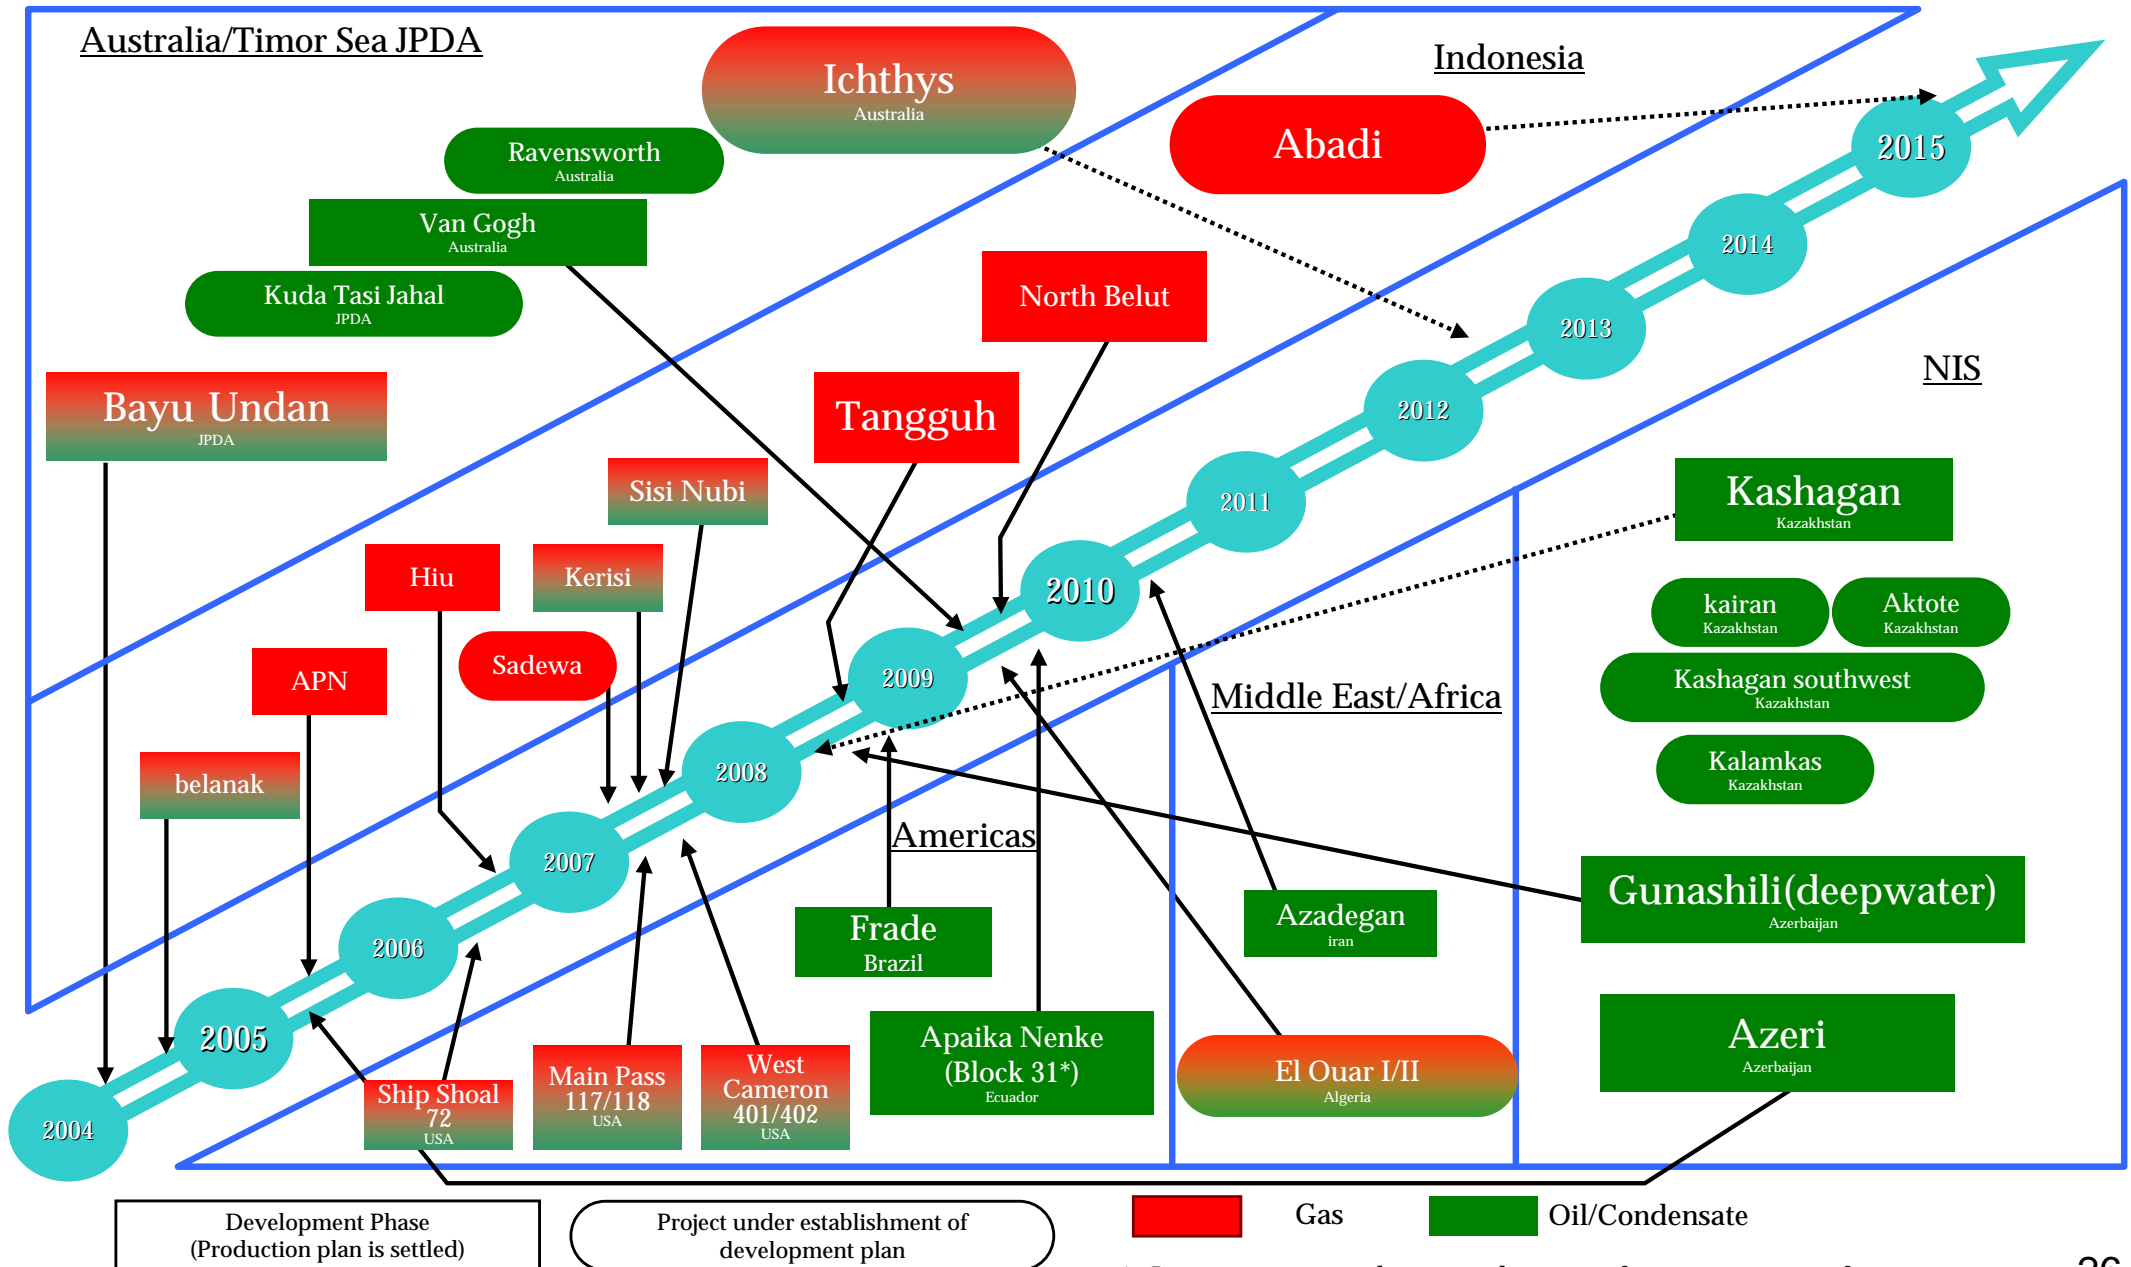 Australia/Timor Sea JPDA
Indonesia
Ichthys
Australia
Abadi
Ravensworth
Australia
Van Gogh
Australia
Kuda Tasi Jahal
JPDA
North Belut
Bayu Undan
JPDA
Tangguh
Sisi Nubi
Hiu
Kerisi
Sadewa
APN
belanak
2015
2014
2013
2012
2011
2010
2009
2008
2007
2006
2005
2004
NIS
Kashagan
Kazakhstan
kairan
Kazakhstan
Aktote
Kazakhstan
Kashagan southwest
Kazakhstan
Kalamkas
Kazakhstan
Gunashili(deepwater)
Azerbaijan
Azeri
Azerbaijan
Middle East/Africa
Azadegan
iran
El Ouar I/II
Algeria
Americas
Frade
Brazil
Apaika Nenke
(Block 31*)
Ecuador
Ship Shoal
72
USA
Main Pass
117/118
USA
West
Cameron
401/402
USA
Development Phase
(Production plan is settled)
Project under establishment of
development plan
Gas
Oil/Condensate